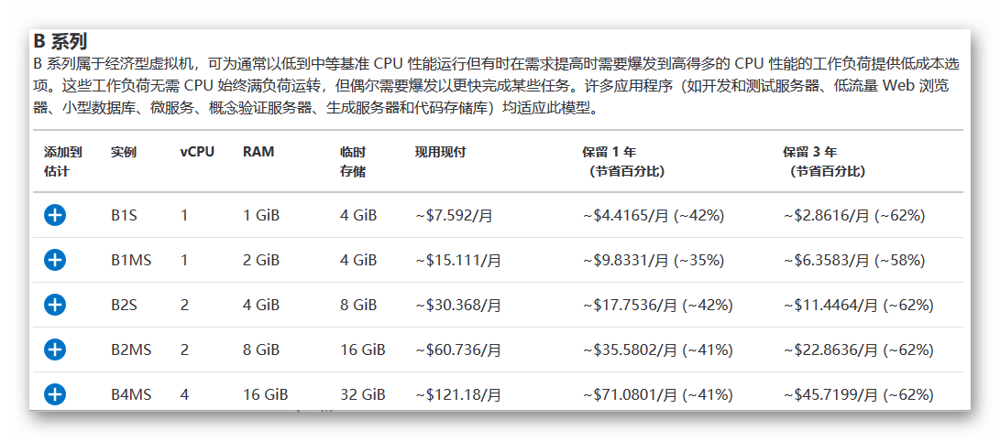 B 系列
B 系列属于经济型虚拟机，可为通常以低到中等基准 CPU 性能运行但有时在需求提高时需要爆发到高得多的 CPU 性能的工作负荷提供低成本选
项。这些工作负荷无需 CPU 始终满负荷运转，但偶尔需要爆发以更快完成某些任务。许多应用程序（如开发和测试服务器、低流量 Web 浏览
器、小型数据库、微服务、概念验证服务器、生成服务器和代码存储库）均适应此模型。
添加到 实例 vCPU RAM 临时 现用现付 保留 1 年 保留 3 年
估计 存储 （节省百分比） （节省百分比）
B1S 1 1 GiB 4 GiB ~$7.592/月 ~$4.4165/月 (~42%) ~$2.8616/月 (~62%)
B1MS 1 2 GiB 4 GiB ~$15.111/月 ~$9.8331/月 (~35%) ~$6.3583/月 (~58%)
B2S 2 4 GiB 8 GiB ~$30.368/月 ~$17.7536/月 (~42%) ~$11.4464/月 (~62%)
B2MS 2 8 GiB 16 GiB ~$60.736/月 ~$35.5802/月 (~41%) ~$22.8636/月 (~62%)
B4MS 4 16 GiB 32 GiB ~$121.18/月 ~$71.0801/月 (~41%) ~$45.7199/月 (~62%)